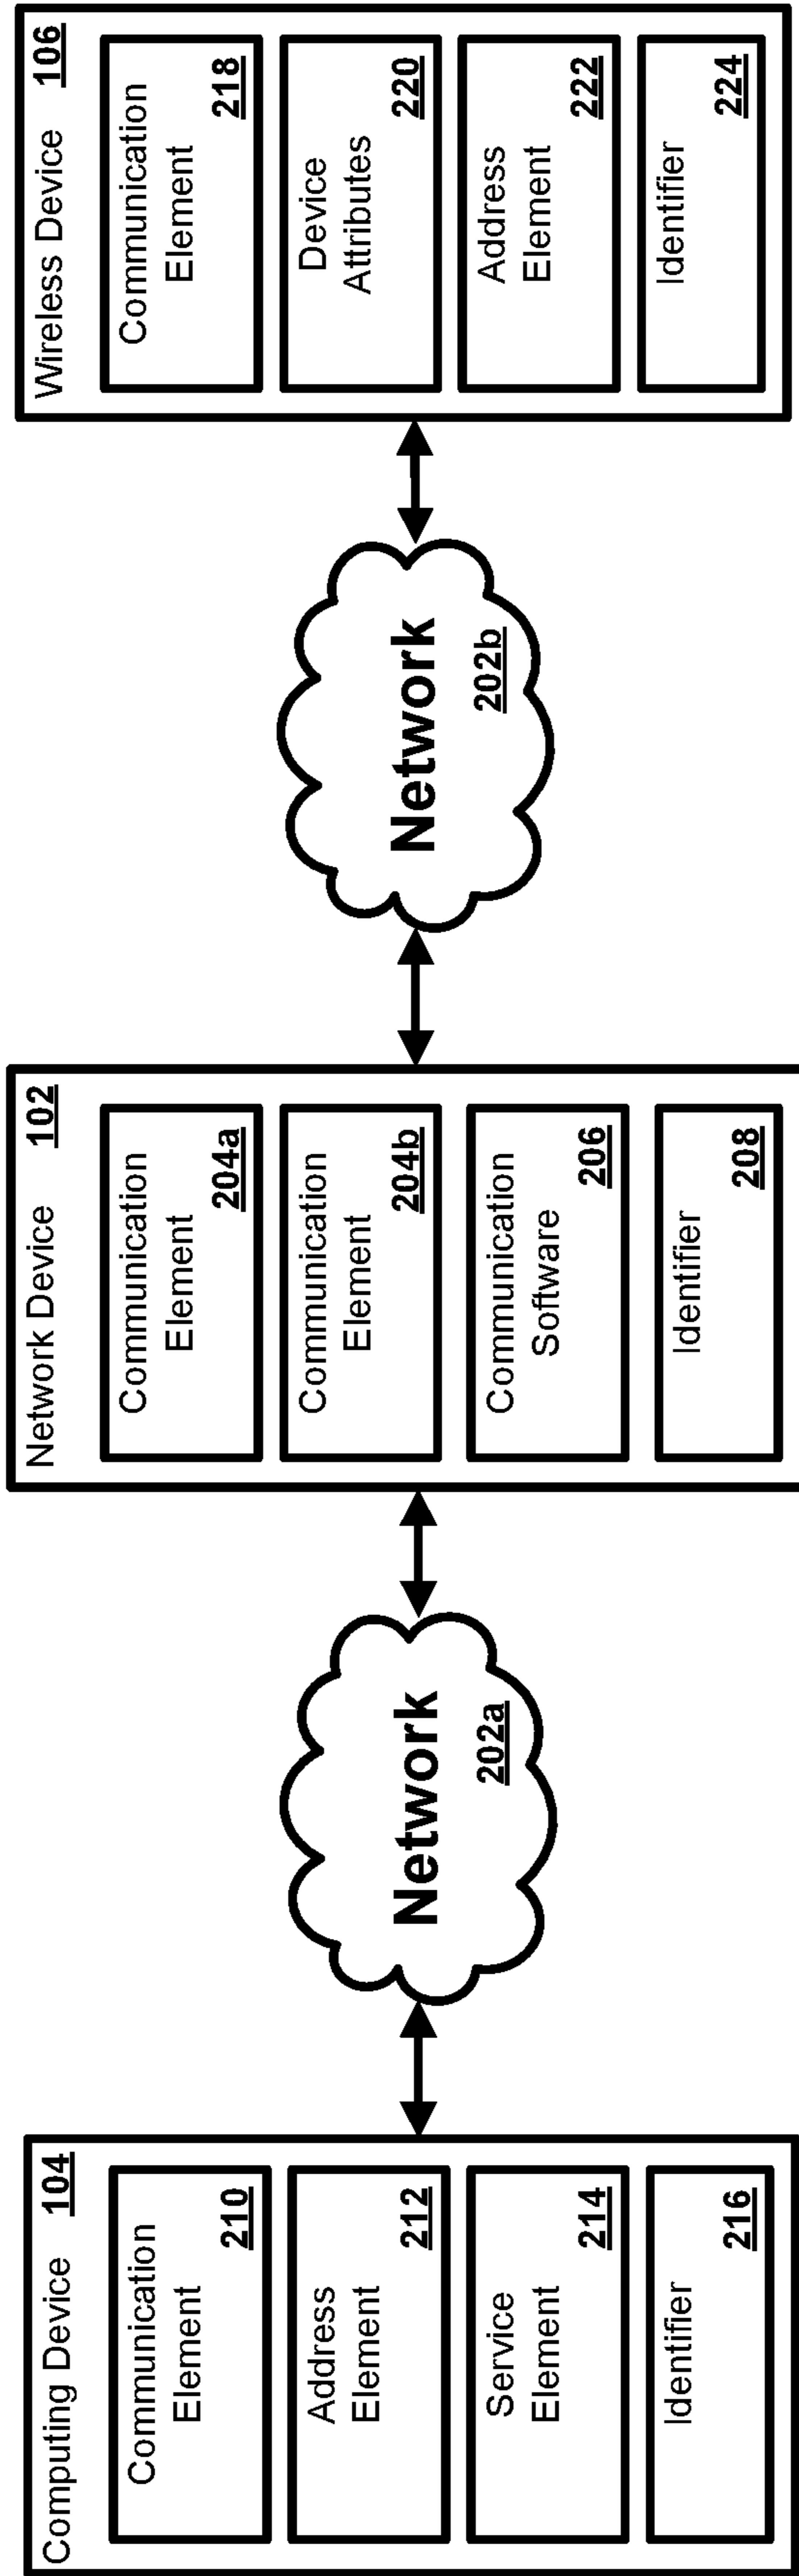 Computing Device 104
Communication
Element
210
Address
Element
212
Service
Element
214
Identifier
216
Network
202a
Network Device 102
Communication
Element
204a
Communication
Element
204b
Communication
Software
206
Identifier
208
Network
202b
Wireless Device 106
Communication
Element
218
Device
Attributes
220
Address
Element
222
Identifier
224